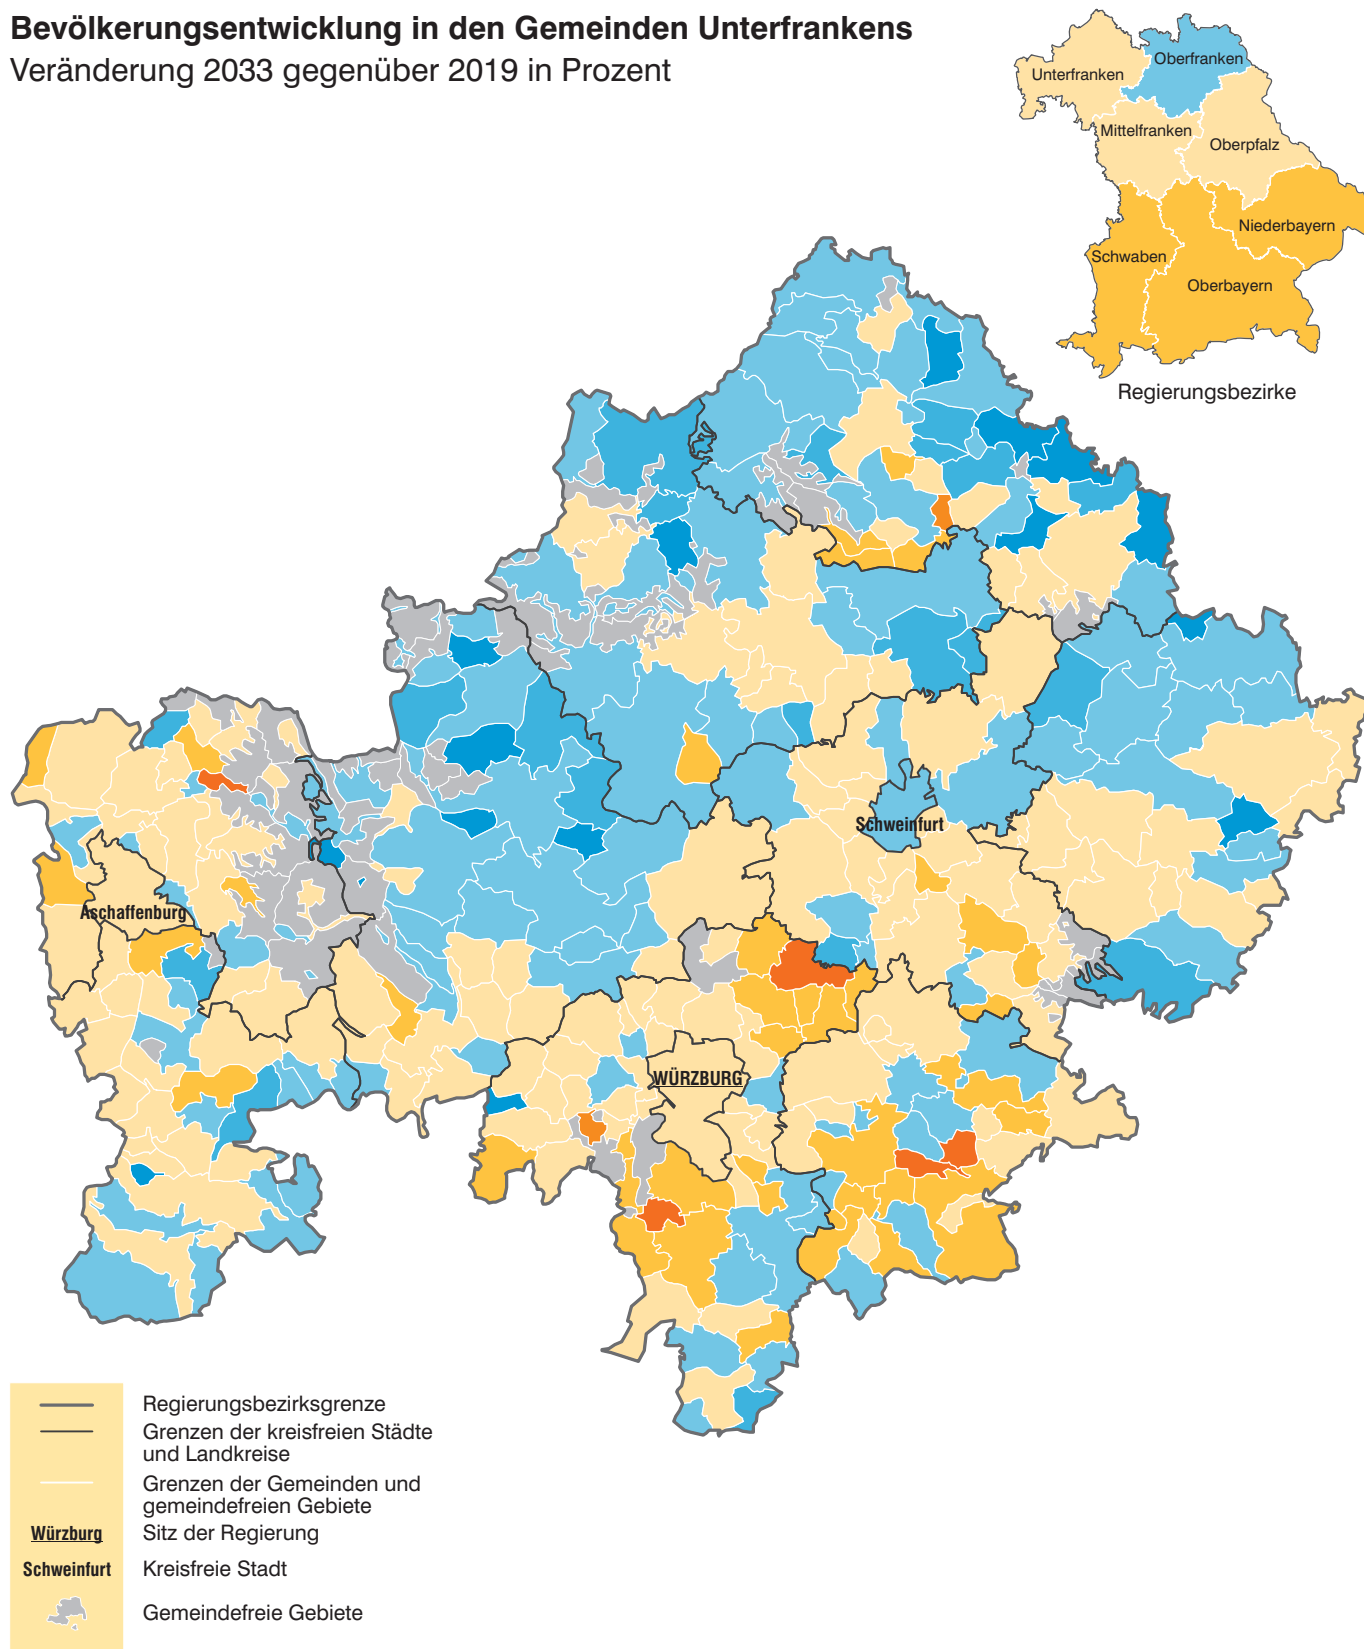 Bevölkerungsentwicklung in den Gemeinden Unterfrankens
Veränderung 2033 gegenüber 2019 in Prozent
Oberfranken
Unterfranken
Mittelfranken
Oberpfalz
Niederbayern
Schwaben
Oberbayern
Regierungsbezirke
Schweinfurt
Aschaffenburg
WÜRZBURG
Regierungsbezirksgrenze
Grenzen der kreisfreien Städte
und Landkreise
Grenzen der Gemeinden und
gemeindefreien Gebiete
Würzburg Sitz der Regierung
Schweinfurt Kreisfreie Stadt
Gemeindefreie Gebiete